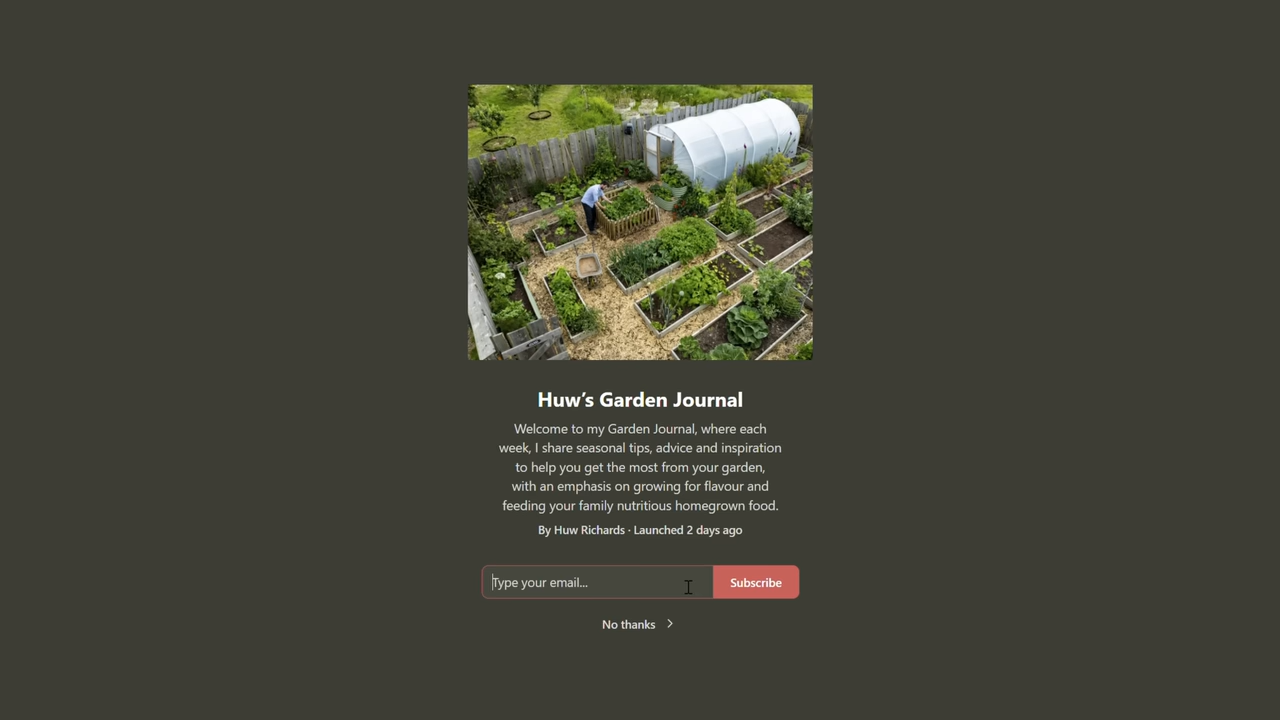 Huw’s Garden Journal
Welcome to my Garden Journal, where each
week, I share seasonal tips, advice and inspiration
to help you get the most from your garden,
with an emphasis on growing for flavour and
feeding your family nutritious homegrown food.
By Huw Richards · Launched 2 days ago
Type your email...
Subscribe
No thanks